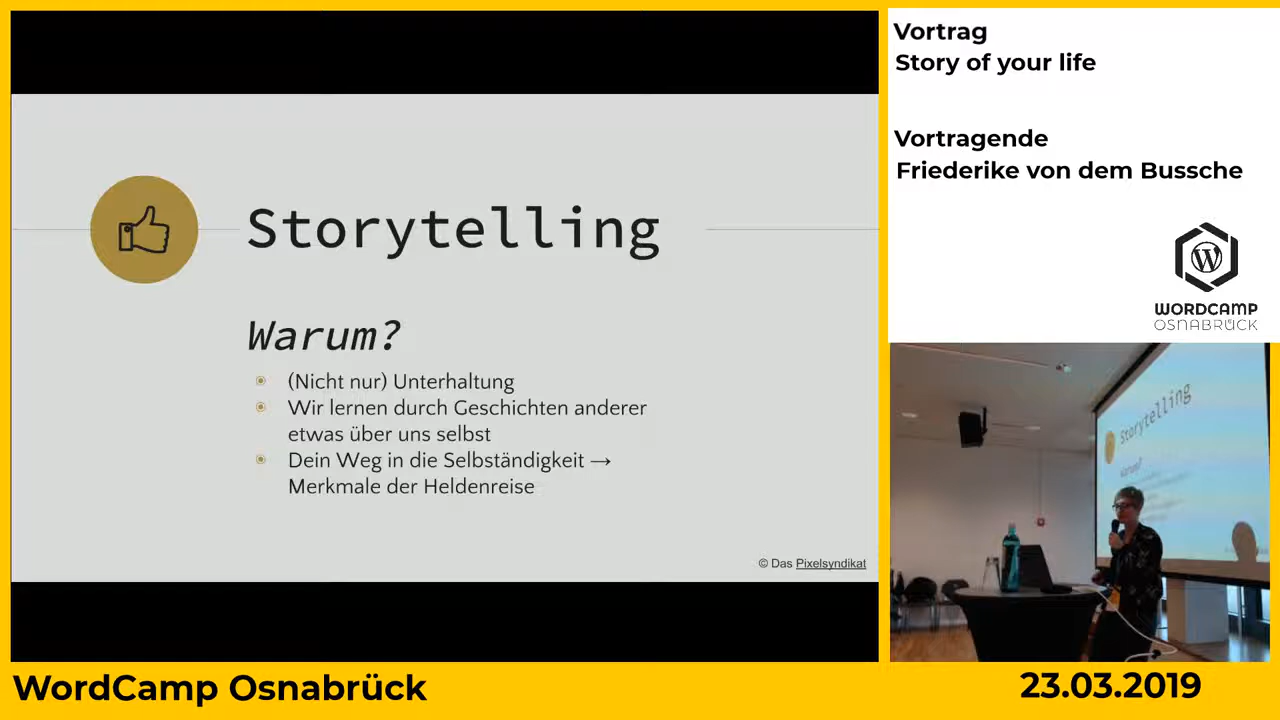 Storytelling
Warum?
(Nicht nur) Unterhaltung
Wir lernen durch Geschichten anderer
etwas über uns selbst
Dein Weg in die Selbständigkeit →
Merkmale der Heldenreise
© Das Pixelsyndikat
Vortrag
Story of your life
Vortragende
Friederike von dem Bussche
WORDCAMP
OSNABRÜCK
Storytelling
Warum?
WordCamp Osnabrück
23.03.2019